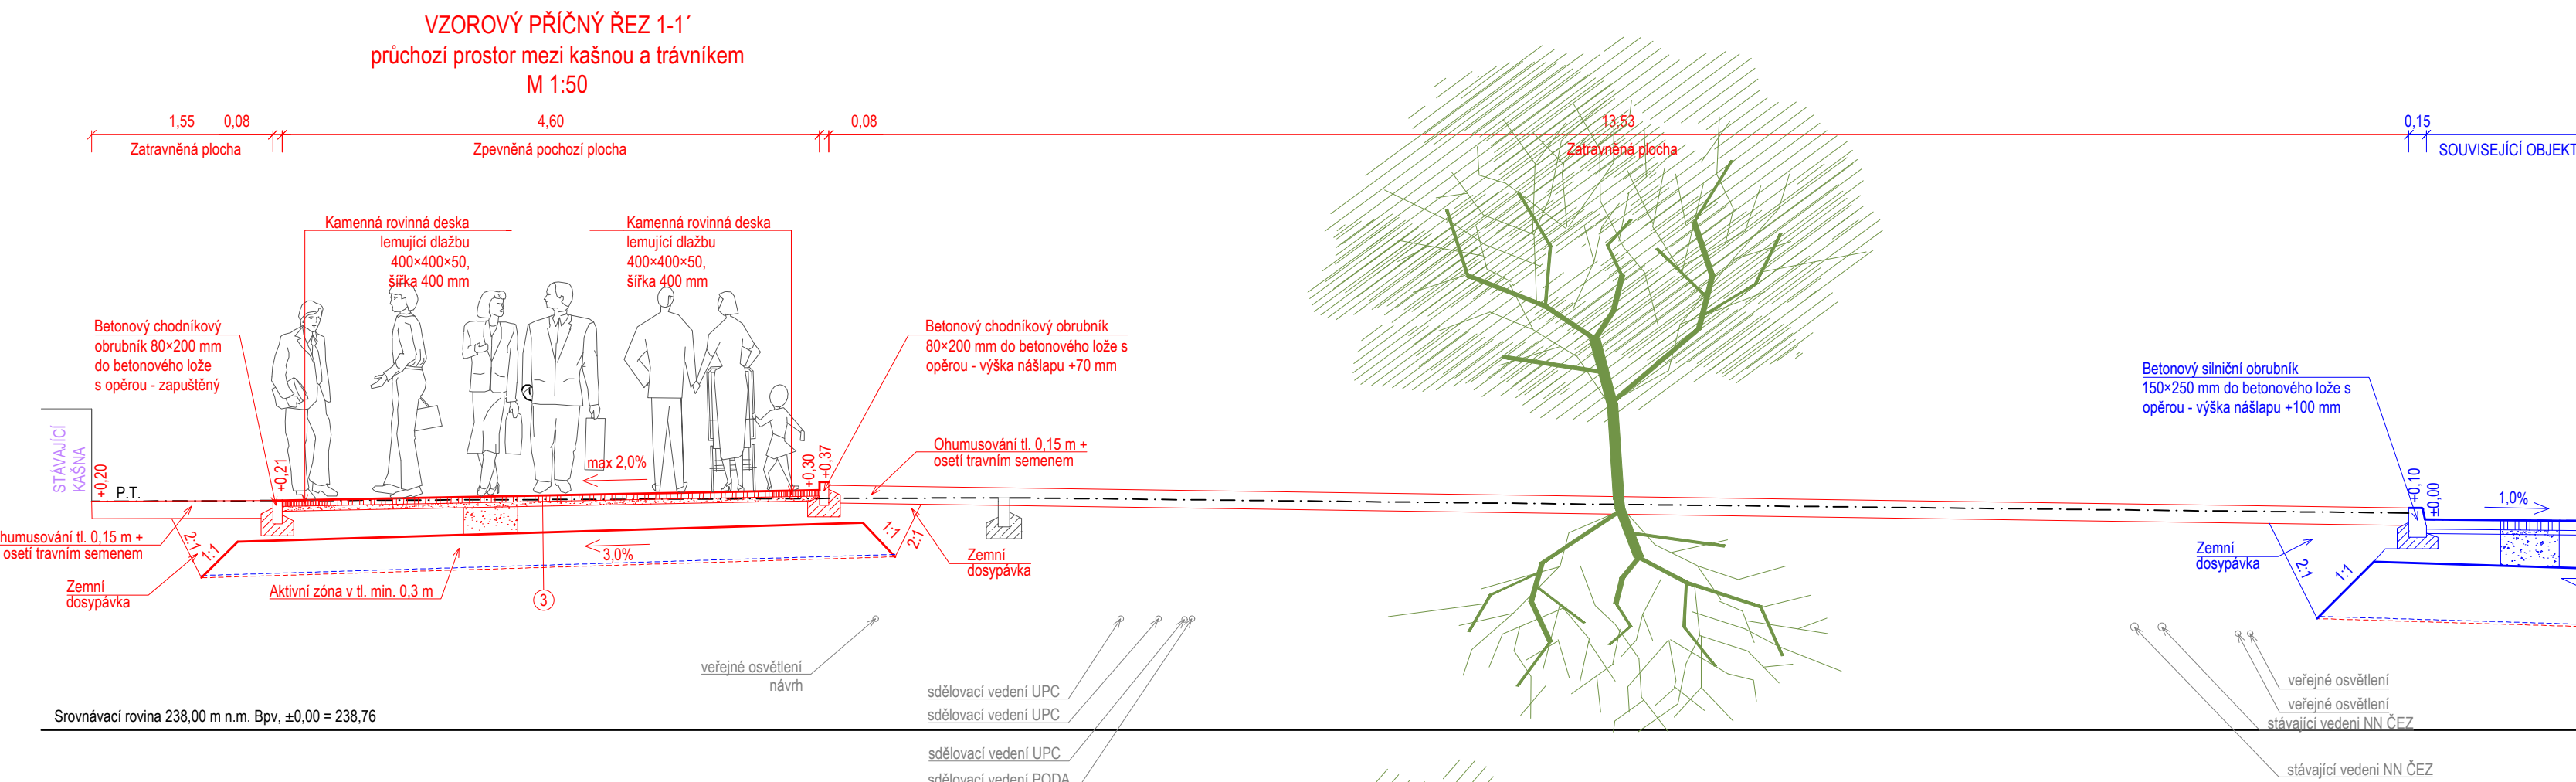 VZOROVÝ PŘÍČNÝ ŘEZ 1-1´
průchozí prostor mezi kašnou a trávníkem
M 1:50
1,55
0,08
4,60
0,08
13,53
0,15
Zatravněná plocha
Zpevněná pochozí plocha
Zatravněná plocha
SOUVISEJÍCÍ OBJEKT
Kamenná rovinná deska
lemující dlažbu
400×400×50,
šířka 400 mm
Kamenná rovinná deska
lemující dlažbu
400×400×50,
šířka 400 mm
Betonový chodníkový
obrubník 80×200 mm
do betonového lože
s opěrou - zapuštěný
Betonový chodníkový obrubník
80×200 mm do betonového lože s
opěrou - výška nášlapu +70 mm
Betonový silniční obrubník
150×250 mm do betonového lože s
opěrou - výška nášlapu +100 mm
STÁVAJÍCÍ
KAŠNA
+0,20
P.T.
+0,21
max 2,0%
+0,30
+0,37
Ohumusování tl. 0,15 m +
osetí travním semenem
+0,10
±0,00
1,0%
humusování tl. 0,15 m +
osetí travním semenem
2:1
1:1
3,0%
1:1
2:1
Zemní
dosypávka
Zemní
dosypávka
2:1
1:1
Zemní
dosypávka
Aktivní zóna v tl. min. 0,3 m
3
veřejné osvětlení
návrh
sdělovací vedení UPC
sdělovací vedení UPC
sdělovací vedení UPC
sdělovací vedení PODA
veřejné osvětlení
veřejné osvětlení
stávající vedeni NN ČEZ
stávající vedeni NN ČEZ
Srovnávací rovina 238,00 m n.m. Bpv, ±0,00 = 238,76